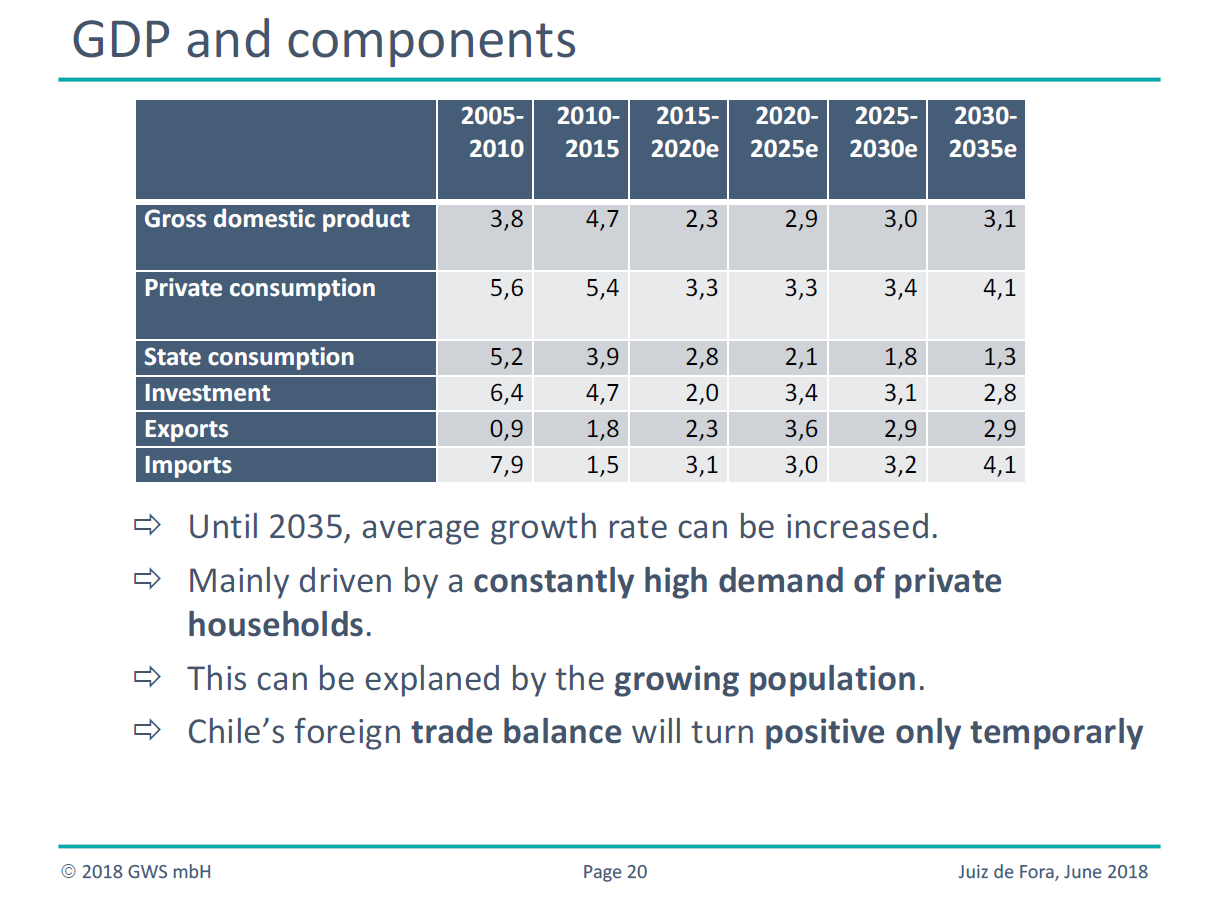 GDP and components
2005- 2010- 2015- 2020- 2025- 2030-
2010 2015 2020e 2025e 2030e 2035e
Gross domestic product 3,8 4,7 2,3 2,9 3,0 3,1
Private consumption 5,6 5,4 3,3 3,3 3,4 4,1
State consumption 5,2 3,9 2,8 2,1 1,8 1,3
Investment 6,4 4,7 2,0 3,4 3,1 2,8
Exports 0,9 1,8 2,3 3,6 2,9 2,9
Imports 7,9 1,5 3,1 3,0 3,2 4,1
⇨ Until 2035, average growth rate can be increased.
⇨ Mainly driven by a constantly high demand of private
households.
⇨ This can be explaned by the growing population.
⇨ Chile’s foreign trade balance will turn positive only temporarly
© 2018 GWS mbH Page 20 Juiz de Fora, June 2018